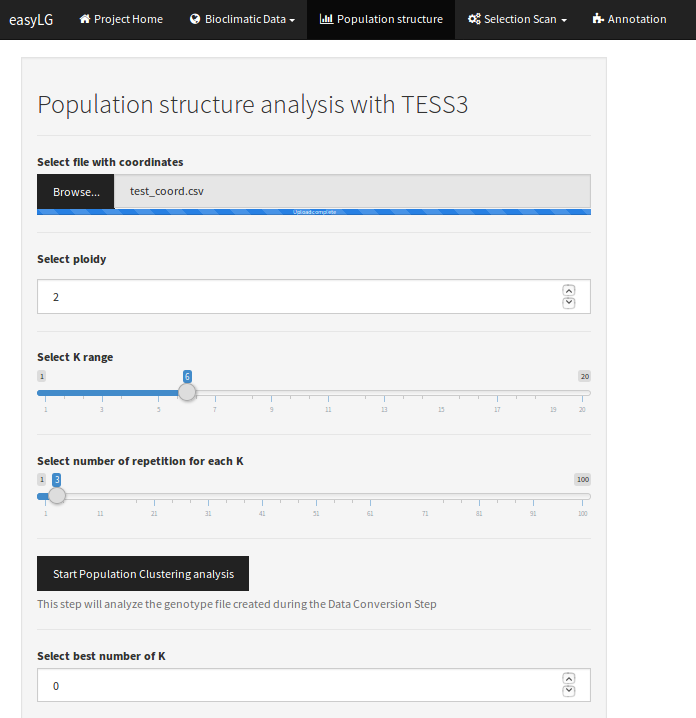 easyLG Project Home Bioclimatic Data Population structure Selection Scan Annotation
Population structure analysis with TESS3
Select file with coordinates
Browse... test_coord.csv
Upload complete
Select ploidy
2
Select K range
1 6 20
1 3 5 7 9 11 13 15 17 19 20
Select number of repetition for each K
1 3 100
1 11 21 31 41 51 61 71 81 91 100
Start Population Clustering analysis
This step will analyze the genotype file created during the Data Conversion Step
Select best number of K
0